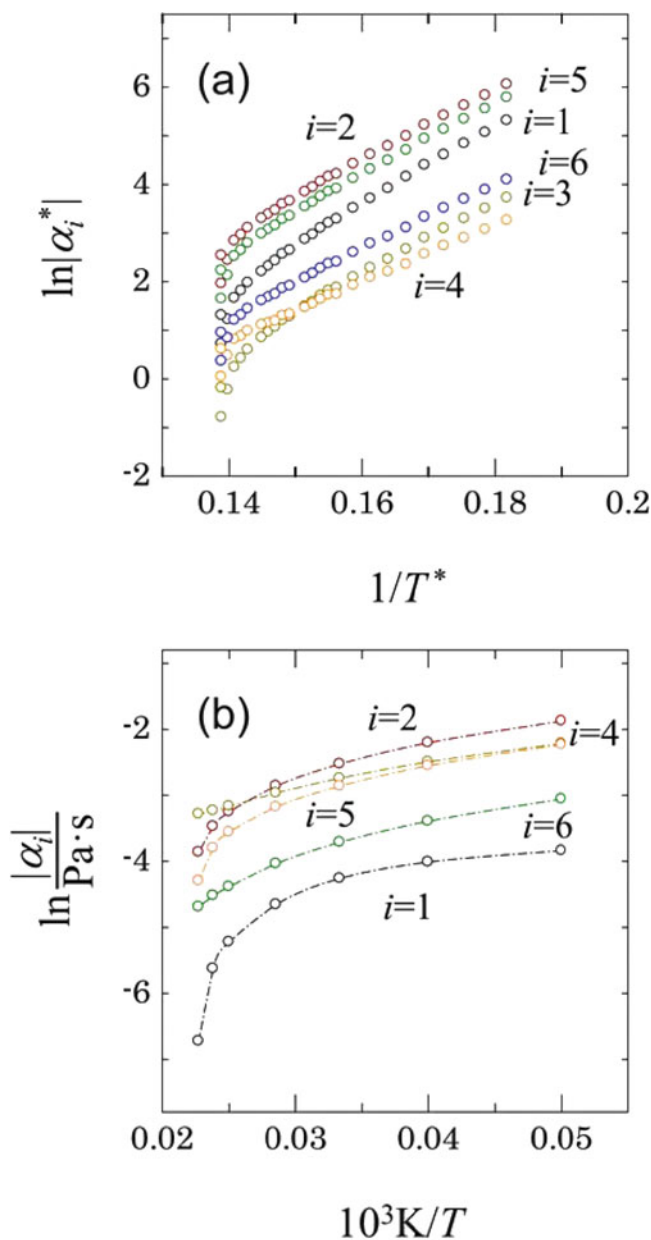 (a)
i=5
i=2
i=1
i=6
i=3
i=4
ln|α_i^*|
6
4
2
0
-2
0.14 0.16 0.18 0.2
1/T*
(b)
i=2
i=4
i=5
i=6
i=1
ln |α_i|/Pa·s
-2
-4
-6
0.02 0.03 0.04 0.05
10³K/T